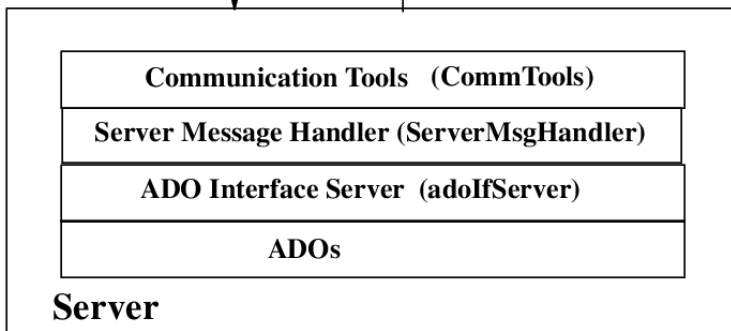 Communication Tools (CommTools)
Server Message Handler (ServerMsgHandler)
ADO Interface Server (adoIfServer)
ADOs
Server